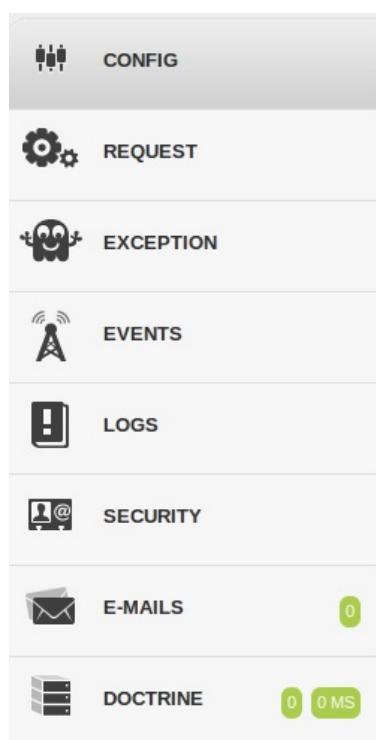 CONFIG
REQUEST
EXCEPTION
EVENTS
LOGS
SECURITY
E-MAILS 0
DOCTRINE 0 0 MS